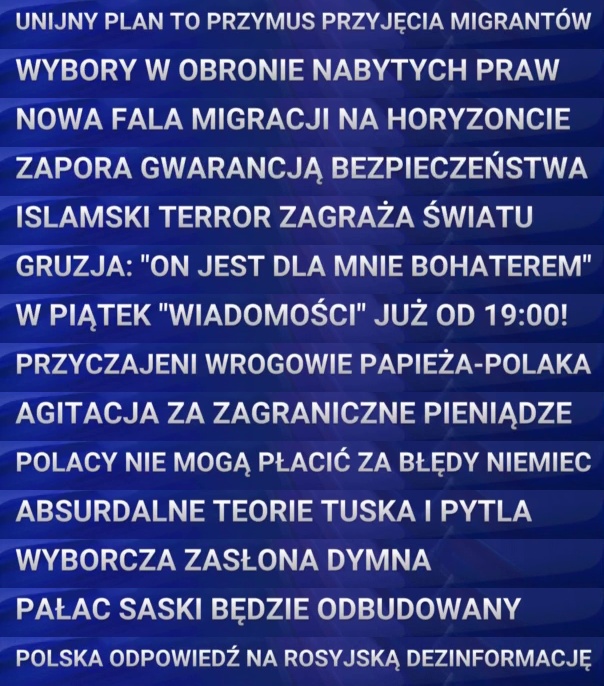 UNIJNY PLAN TO PRZYMUS PRZYJĘCIA MIGRANTÓW
WYBORY W OBRONIE NABYTYCH PRAW
NOWA FALA MIGRACJI NA HORYZONCIE
ZAPORA GWARANCJĄ BEZPIECZEŃSTWA
ISLAMSKI TERROR ZAGRAŻA ŚWIATU
GRUZJA: "ON JEST DLA MNIE BOHATEREM"
W PIĄTEK "WIADOMOŚCI" JUŻ OD 19:00!
PRZYCZAJENI WROGOWIE PAPIEŻA-POLAKA
AGITACJA ZA ZAGRANICZNE PIENIĄDZE
POLACY NIE MOGĄ PŁACIĆ ZA BŁĘDY NIEMIEC
ABSURDALNE TEORIE TUSKA I PYTLA
WYBORCZA ZASŁONA DYMNA
PAŁAC SASKI BĘDZIE ODBUDOWANY
POLSKA ODPOWIEDŹ NA ROSYJSKĄ DEZINFORMACJĘ